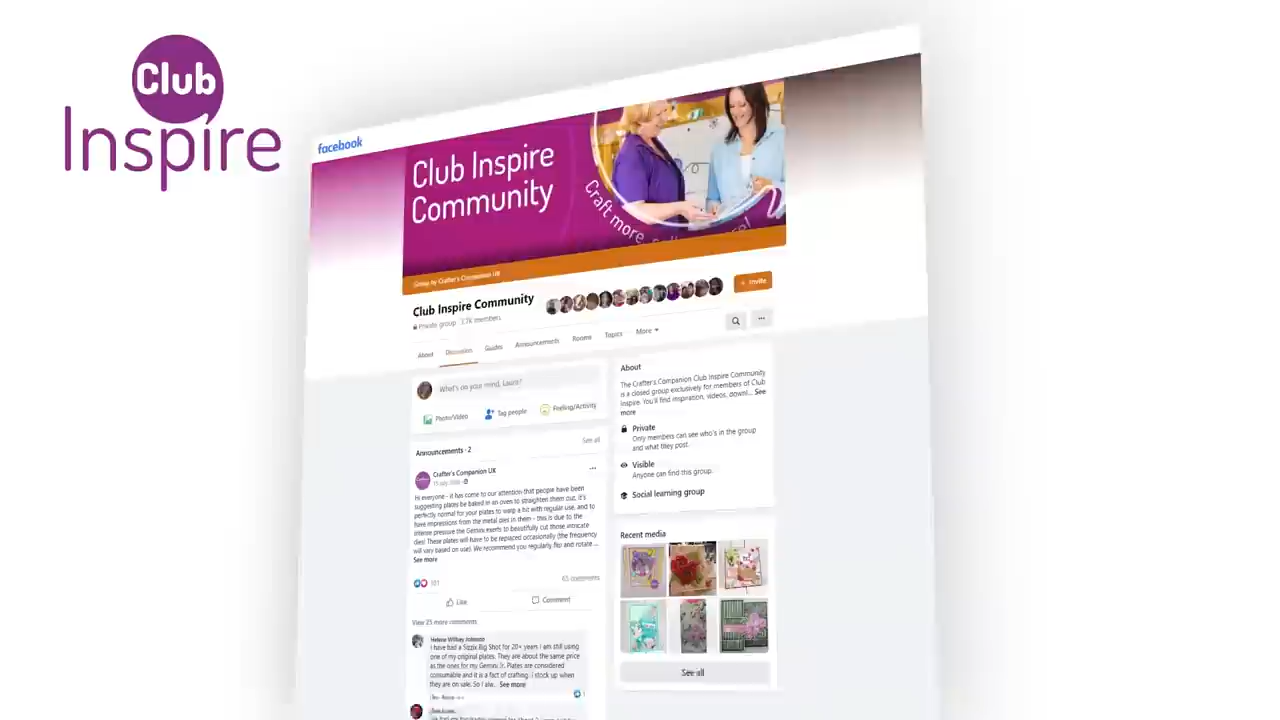 Club
Inspire
facebook
Club Inspire
Community
Craft more,
Group by Crafter's Companion UK
Club Inspire Community
Private group · 7.7K members
+ Invite
About
Discussion
Guides
Announcements
Rooms
Topics
More
What's on your mind, Laura?
Photo/Video
Tag people
Feeling/Activity
Announcements · 2
See all
Crafter's Companion UK
Hi everyone - it has come to our attention that people have been
suggesting plates be baked in an oven to straighten them out, it's
perfectly normal for your plates to warp a bit with regular use, and to
have impressions from the metal dies in them - this is due to the
intense pressure the Gemini exerts to beautifully cut those intricate
dies! These plates will have to be replaced occasionally (the frequency
will vary based on use). We recommend you regularly flip and rotate ...
See more
101
65 comments
Like
Comment
View 25 more comments
Helene Wilkey Johnson
I have had a Sizzix Big Shot for 20+ years I am still using
one of my original plates. They are about the same price
as the ones for my Gemini Jr. Plates are considered
consumable and it is a fact of crafting. I stock up when
they are on sale. So I alw... See more
1
About
The Crafter's Companion Club Inspire Community
is a closed group exclusively for members of Club
Inspire. You'll find inspiration, videos, downl... See
more
Private
Only members can see who's in the group
and what they post.
Visible
Anyone can find this group.
Social learning group
Recent media
See all